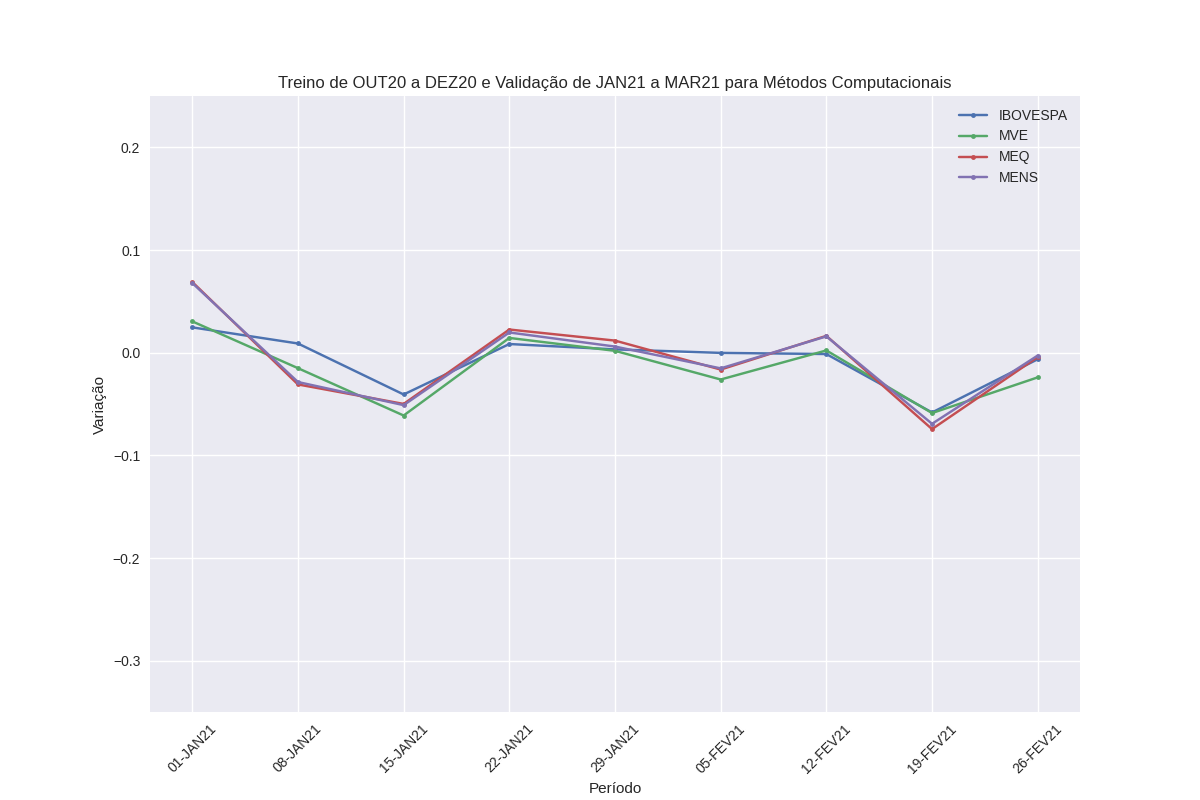 Treino de OUT20 a DEZ20 e Validação de JAN21 a MAR21 para Métodos Computacionais
IBOVESPA
MVE
MEQ
MENS
0.2
0.1
0.0
−0.1
−0.2
−0.3
Variação
01-JAN21
08-JAN21
15-JAN21
22-JAN21
29-JAN21
05-FEV21
12-FEV21
19-FEV21
26-FEV21
Período